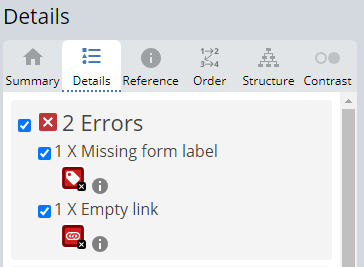 Details
Summary Details Reference Order Structure Contrast
2 Errors
1 X Missing form label
1 X Empty link